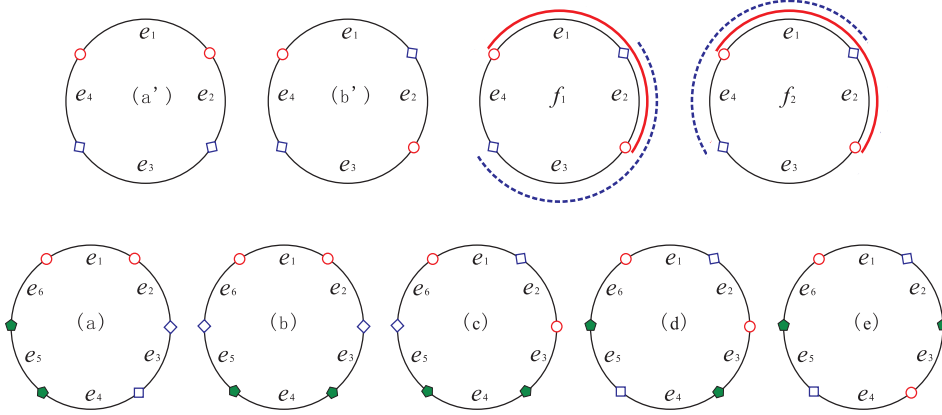 e₁ e₁ e₁ e₁
e₄ (a') e₂ e₄ (b') e₂ e₄ f₁ e₂ e₄ f₂ e₂
e₃ e₃ e₃ e₃
e₁ e₁ e₁ e₁ e₁
e₆ e₂ e₆ e₂ e₆ e₂ e₆ e₂ e₆ e₂
(a) (b) (c) (d) (e)
e₅ e₃ e₅ e₃ e₅ e₃ e₅ e₃ e₅ e₃
e₄ e₄ e₄ e₄ e₄